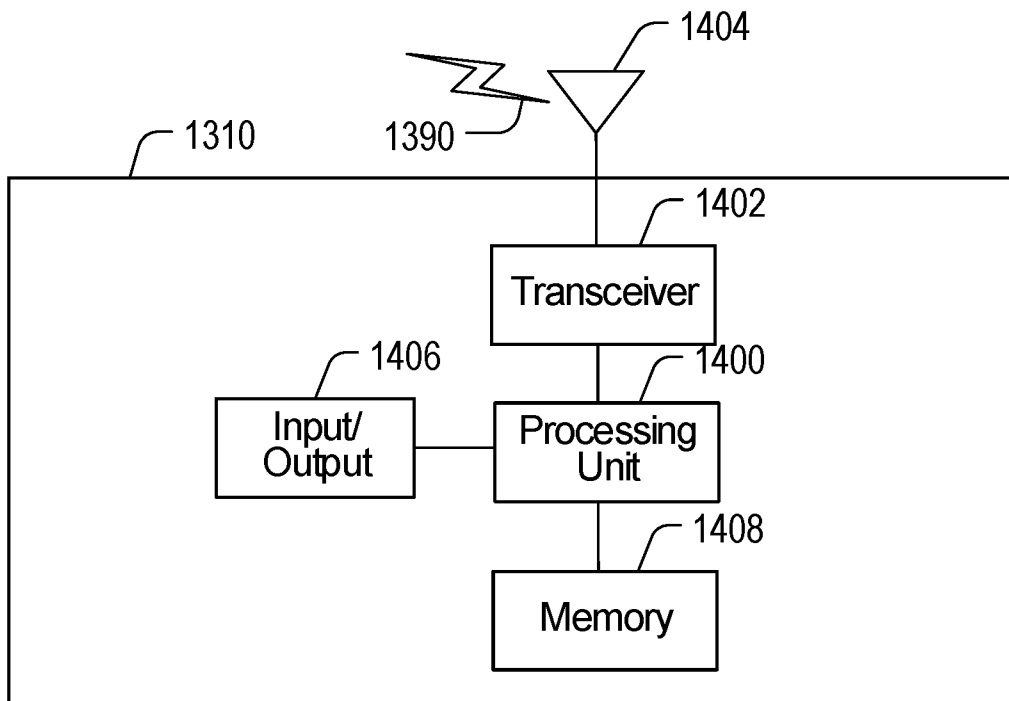 1404
1390
1310
1402
Transceiver
1406
1400
Input/
Output
Processing
Unit
1408
Memory